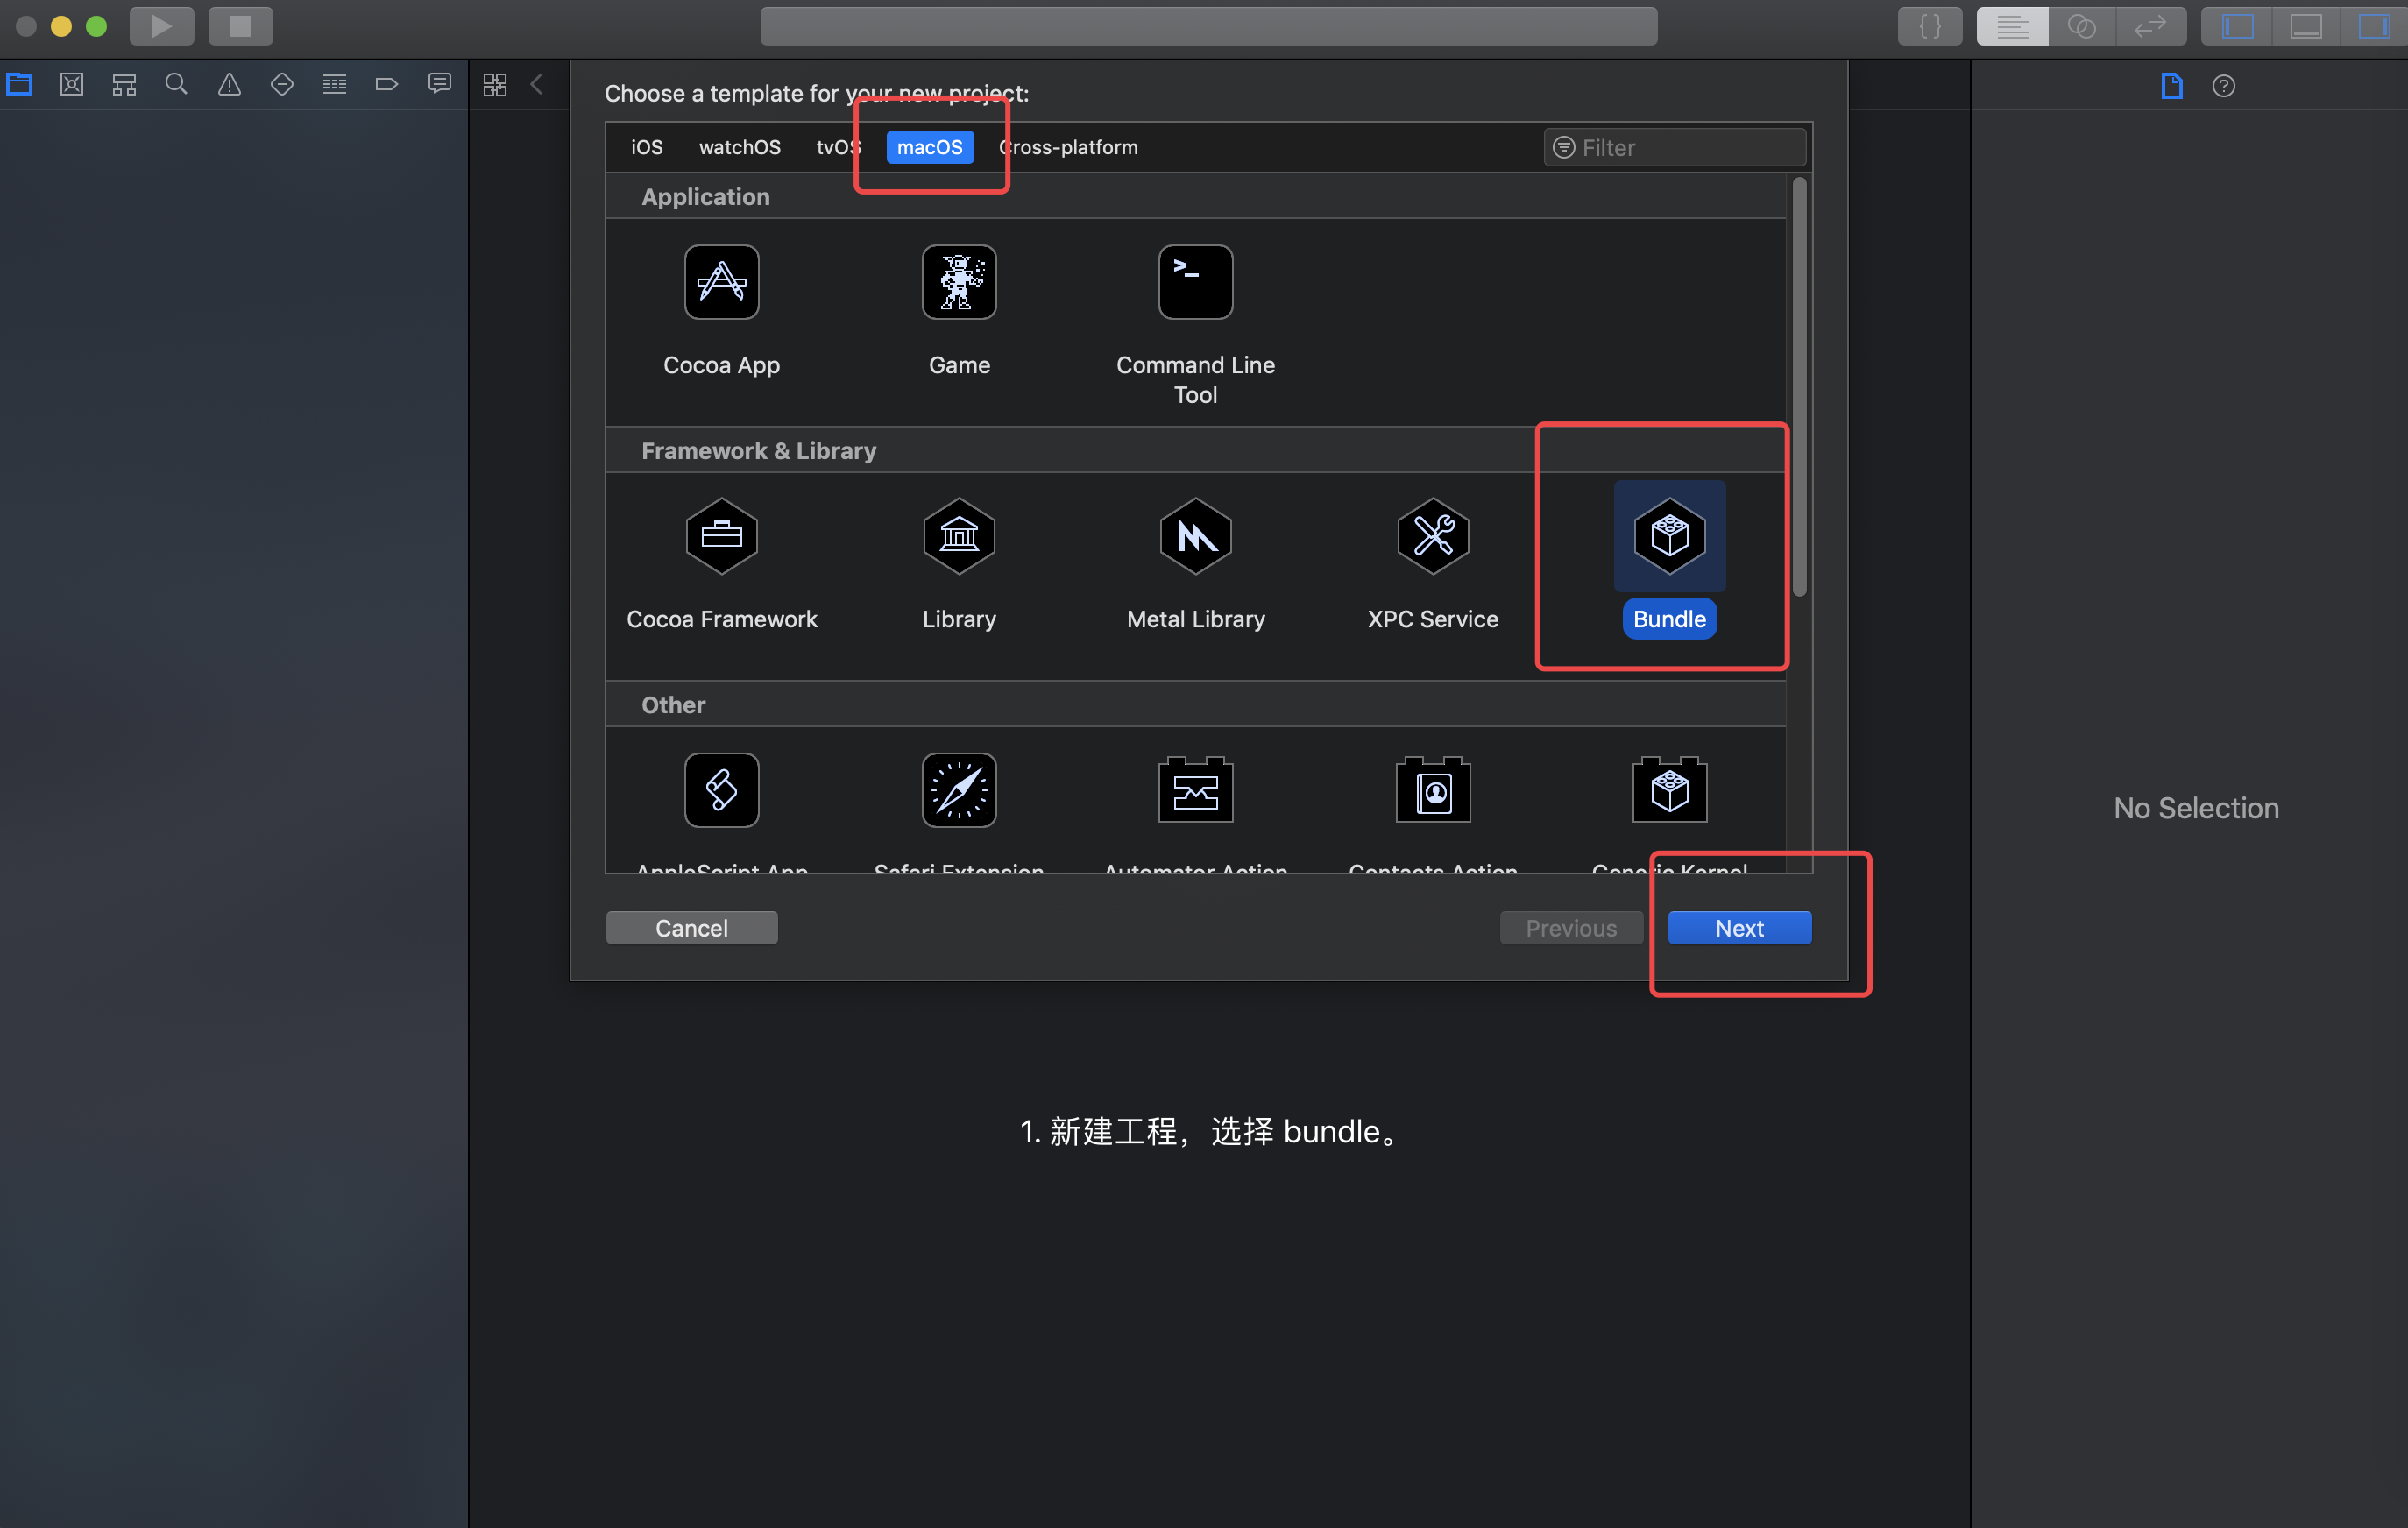 Choose a template for your new project:
iOS watchOS tvOS macOS Cross-platform Filter
Application
Cocoa App Game Command Line
Tool
Framework & Library
Cocoa Framework Library Metal Library XPC Service Bundle
Other
AppleScript App Safari Extension Automator Action Contacts Action Generic Kernel
No Selection
Cancel Previous Next
1. 新建工程，选择 bundle。